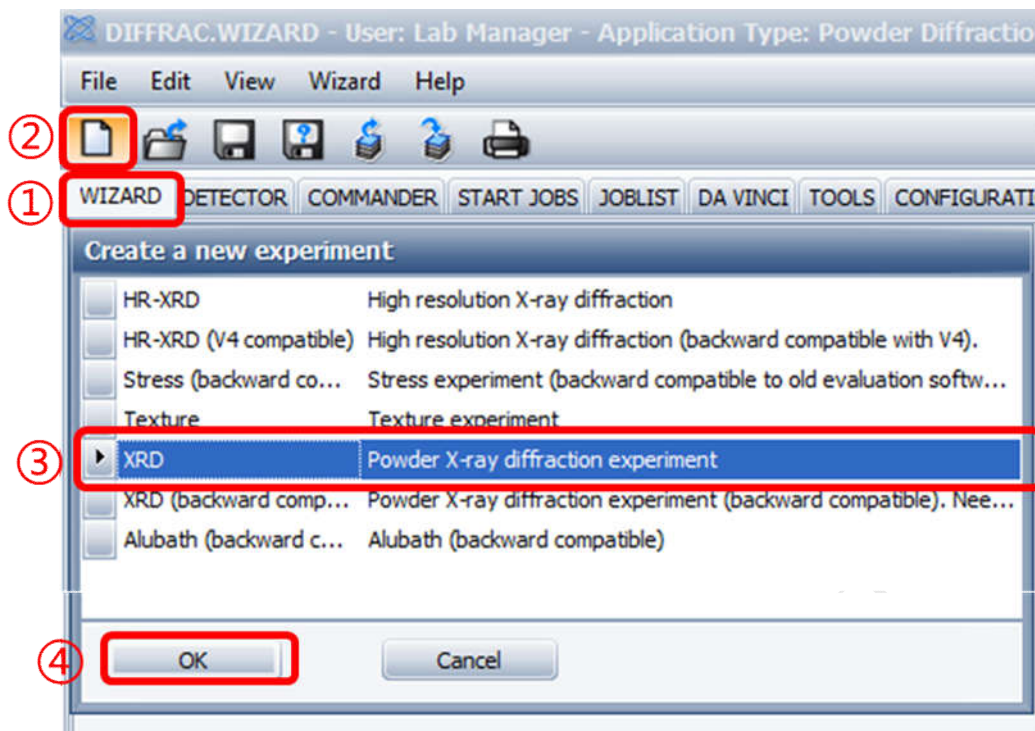 DIFFRAC.WIZARD - User: Lab Manager - Application Type: Powder Diffractio
File Edit View Wizard Help
②
① WIZARD DETECTOR COMMANDER START JOBS JOBLIST DA VINCI TOOLS CONFIGURATI
Create a new experiment
HR-XRD High resolution X-ray diffraction
HR-XRD (V4 compatible) High resolution X-ray diffraction (backward compatible with V4).
Stress (backward co... Stress experiment (backward compatible to old evaluation softw...
Texture Texture experiment
③ XRD Powder X-ray diffraction experiment
XRD (backward comp... Powder X-ray diffraction experiment (backward compatible). Nee...
Alubath (backward c... Alubath (backward compatible)
④ OK Cancel